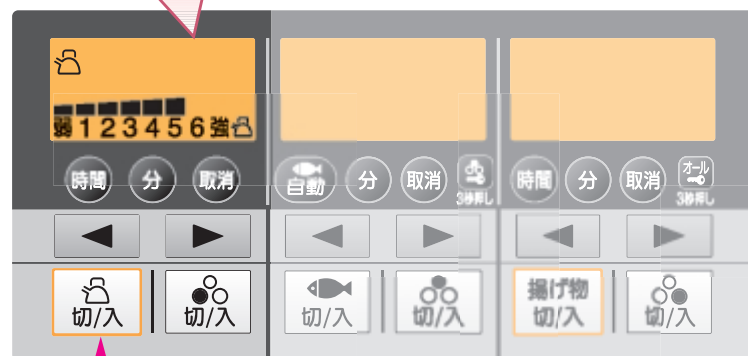 弱 1 2 3 4 5 6 強
時間 分 取消
自動 分 取消
3秒押し
時間 分 取消 オール
3秒押し
切/入 切/入
切/入 切/入
揚げ物
切/入 切/入